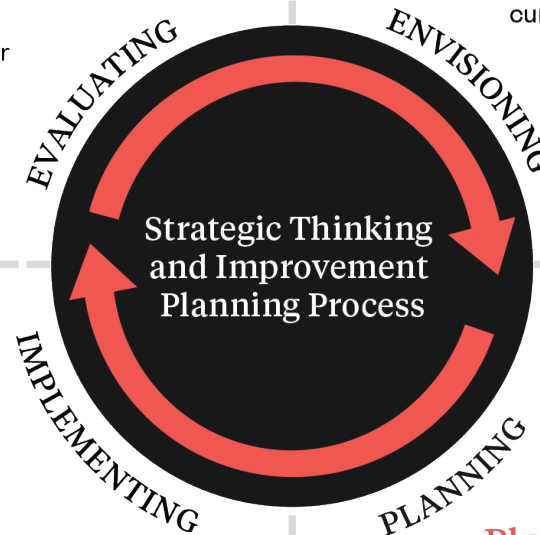 EVALUATING
ENVISIONING
Strategic Thinking
and Improvement
Planning Process
IMPLEMENTING
PLANNING